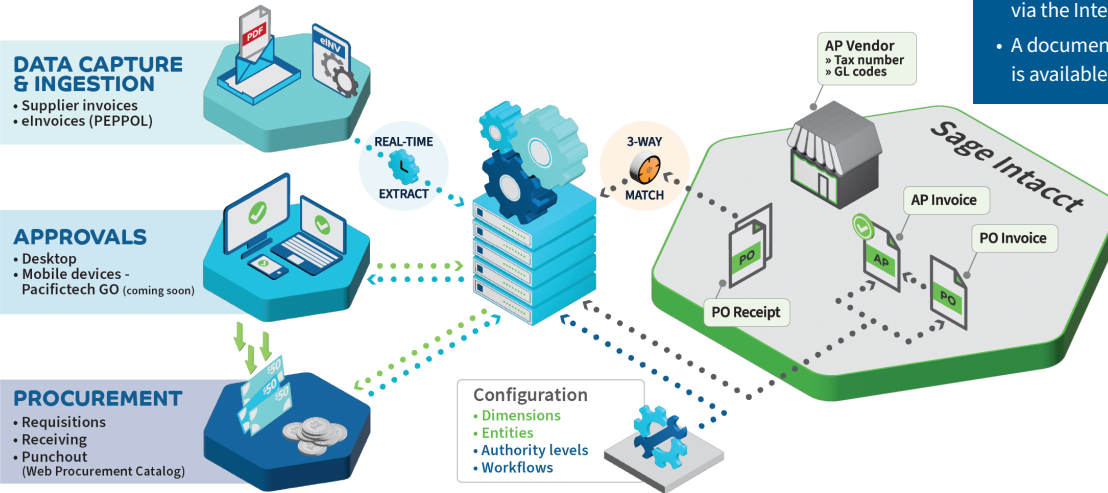 DATA CAPTURE
& INGESTION
• Supplier invoices
• eInvoices (PEPPOL)
PDF
eINV
REAL-TIME
EXTRACT
3-WAY
MATCH
AP Vendor
» Tax number
» GL codes
via the Inte
• A documen
is available
Sage Intacct
AP Invoice
PO Invoice
AP
PO
PO
PO Receipt
APPROVALS
• Desktop
• Mobile devices -
Pacifictech GO (coming soon)
PROCUREMENT
• Requisitions
• Receiving
• Punchout
(Web Procurement Catalog)
$50
$50
$50
Configuration
• Dimensions
• Entities
• Authority levels
• Workflows